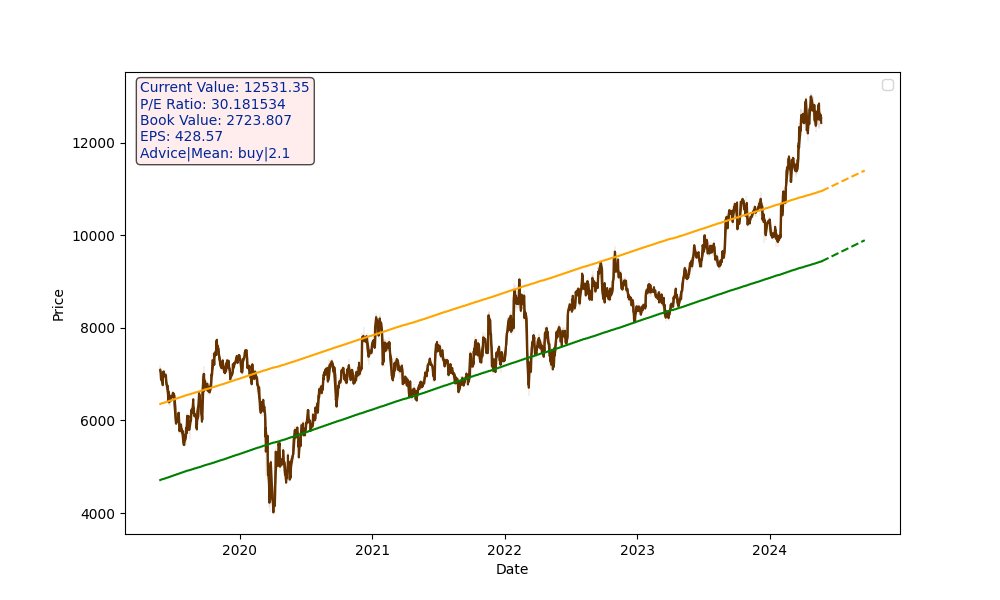 Current Value: 12531.35
P/E Ratio: 30.181534
Book Value: 2723.807
EPS: 428.57
Advice|Mean: buy|2.1
12000
10000
8000
6000
4000
Price
2020 2021 2022 2023 2024
Date